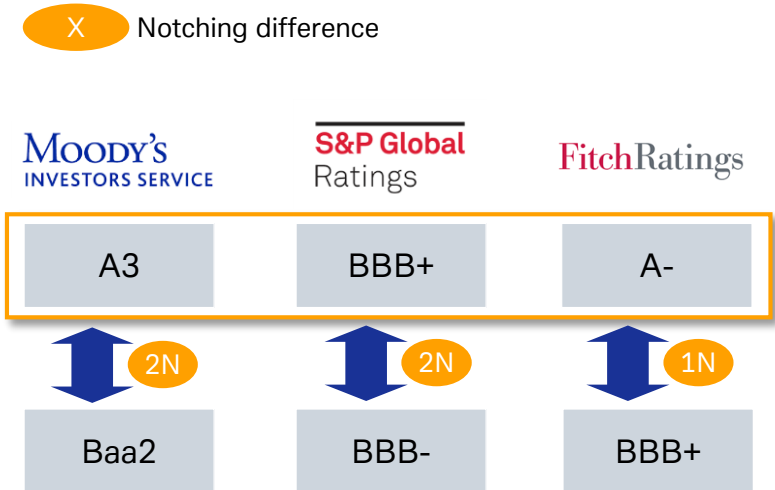 X Notching difference
MOODY'S
INVESTORS SERVICE
S&P Global
Ratings
FitchRatings
A3 BBB+ A-
2N 2N 1N
Baa2 BBB- BBB+